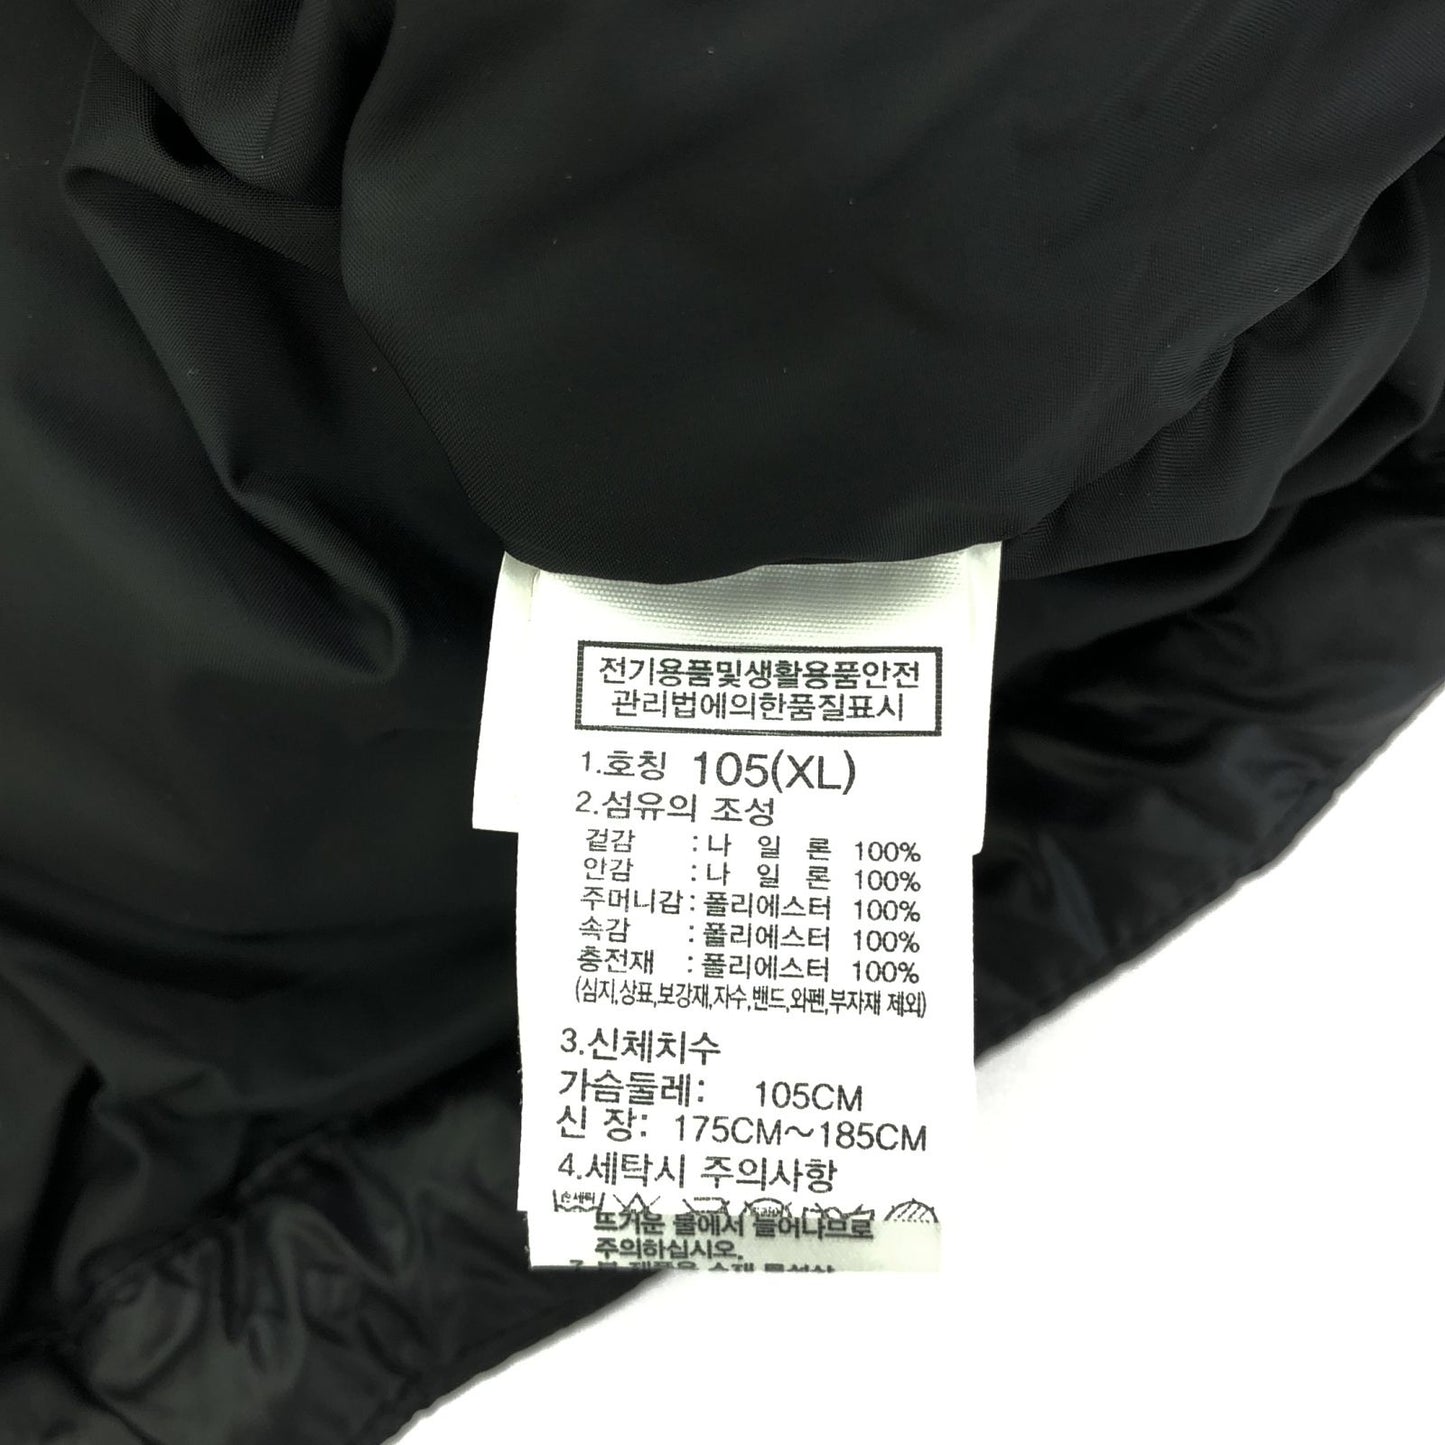 전기용품및생활용품안전
관리법에의한품질표시
1.호칭 105(XL)
2.섬유의 조성
겉감 : 나 일 론 100%
안감 : 나 일 론 100%
주머니감 : 폴리에스터 100%
속감 : 폴리에스터 100%
충전재 : 폴리에스터 100%
(심지,상표,보강재,자수,밴드,와펜,부자재 제외)
3.신체치수
가슴둘레: 105CM
신 장: 175CM~185CM
4.세탁시 주의사항
손세탁
뜨거운 물에서 늘어나므로
주의하십시오.